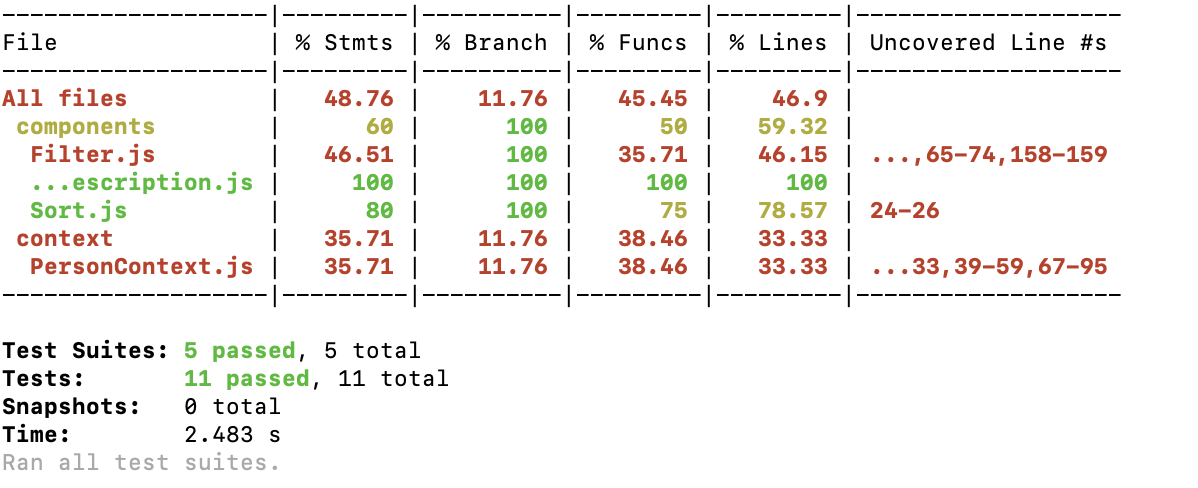 --------------------|---------|----------|---------|---------|-------------------
File                | % Stmts | % Branch | % Funcs | % Lines | Uncovered Line #s
--------------------|---------|----------|---------|---------|-------------------
All files           |   48.76 |    11.76 |   45.45 |    46.9 |
 components         |      60 |      100 |      50 |   59.32 |
  Filter.js         |   46.51 |      100 |   35.71 |   46.15 | ...,65-74,158-159
  ...escription.js  |     100 |      100 |     100 |     100 |
  Sort.js           |      80 |      100 |      75 |   78.57 | 24-26
 context            |   35.71 |    11.76 |   38.46 |   33.33 |
  PersonContext.js  |   35.71 |    11.76 |   38.46 |   33.33 | ...33,39-59,67-95
--------------------|---------|----------|---------|---------|-------------------
Test Suites: 5 passed, 5 total
Tests:       11 passed, 11 total
Snapshots:   0 total
Time:        2.483 s
Ran all test suites.